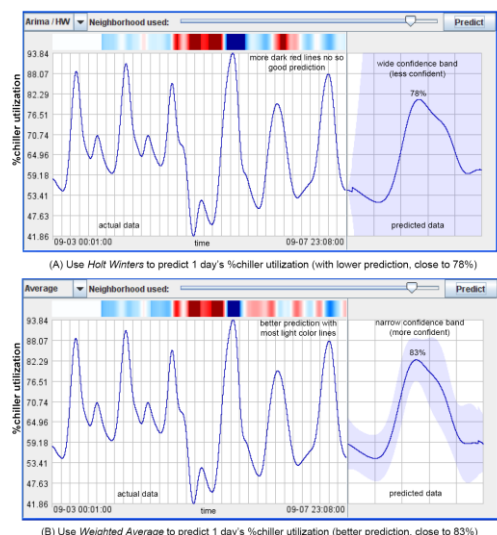 Arima / HW Neighborhood used: Predict
%chiller utilization
93.84
88.07
82.29
76.51
70.74
64.96
59.18
53.41
47.63
41.86
more dark red lines no so
good prediction
wide confidence band
(less confident)
78%
actual data
predicted data
09-03 00:01:00 time 09-07 23:08:00
(A) Use Holt Winters to predict 1 day's %chiller utilization (with lower prediction, close to 78%)
Average Neighborhood used: Predict
%chiller utilization
93.84
88.07
82.29
76.51
70.74
64.96
59.18
53.41
47.63
41.86
better prediction with
most light color lines
narrow confidence band
(more confident)
83%
actual data
predicted data
09-03 00:01:00 time 09-07 23:08:00
(B) Use Weighted Average to predict 1 day's %chiller utilization (better prediction, close to 83%)